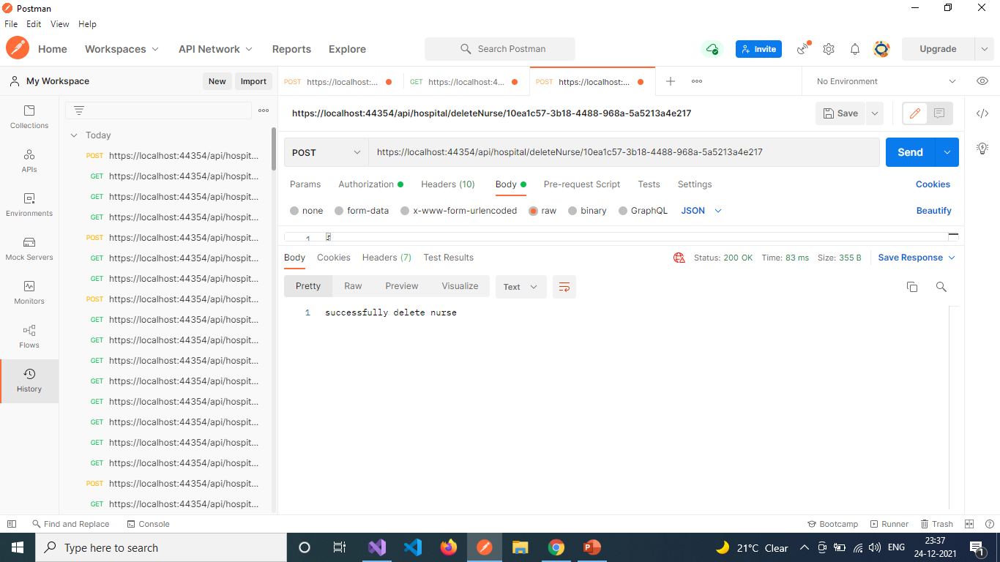 Postman
File Edit View Help
Home Workspaces API Network Reports Explore
Search Postman
Invite
Upgrade
My Workspace
New Import
POST https://localhost:...
GET https://localhost:4...
POST https://localhost:...
No Environment
Collections
APIs
Environments
Mock Servers
Monitors
Flows
History
Today
POST https://localhost:44354/api/hospit...
GET https://localhost:44354/api/hospit...
GET https://localhost:44354/api/hospit...
GET https://localhost:44354/api/hospit...
POST https://localhost:44354/api/hospit...
GET https://localhost:44354/api/hospit...
GET https://localhost:44354/api/hospit...
POST https://localhost:44354/api/hospit...
GET https://localhost:44354/api/hospit...
GET https://localhost:44354/api/hospit...
GET https://localhost:44354/api/hospit...
GET https://localhost:44354/api/hospit...
GET https://localhost:44354/api/hospit...
GET https://localhost:44354/api/hospit...
GET https://localhost:44354/api/hospit...
GET https://localhost:44354/api/hospit...
POST https://localhost:44354/api/hospit...
GET https://localhost:44354/api/hospit...
https://localhost:44354/api/hospital/deleteNurse/10ea1c57-3b18-4488-968a-5a5213a4e217
Save
POST https://localhost:44354/api/hospital/deleteNurse/10ea1c57-3b18-4488-968a-5a5213a4e217
Send
Params Authorization Headers (10) Body Pre-request Script Tests Settings Cookies
none form-data x-www-form-urlencoded raw binary GraphQL JSON Beautify
1
Body Cookies Headers (7) Test Results
Status: 200 OK Time: 83 ms Size: 355 B Save Response
Pretty Raw Preview Visualize Text
1 successfully delete nurse
Find and Replace Console
Bootcamp Runner Trash
Type here to search
21°C Clear
ENG
23:37
24-12-2021
1